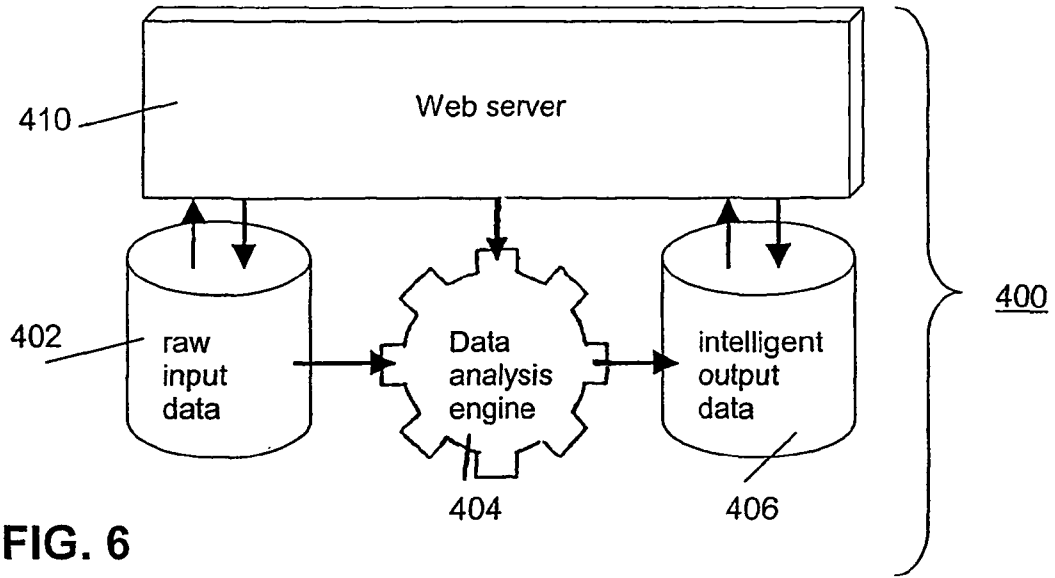 Web server
410
400
402
raw
input
data
Data
analysis
engine
intelligent
output
data
404
406
FIG. 6